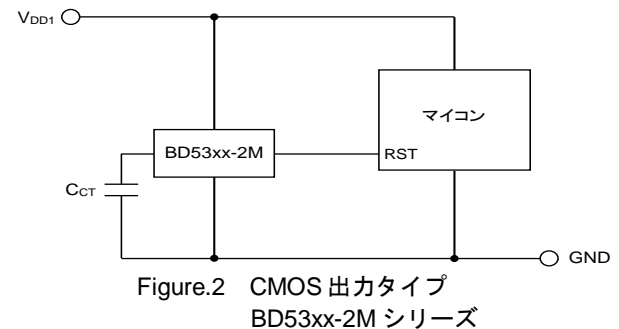 VDD1
マイコン
BD53xx-2M
RST
CCT
GND
Figure.2 CMOS 出力タイプ
BD53xx-2M シリーズ